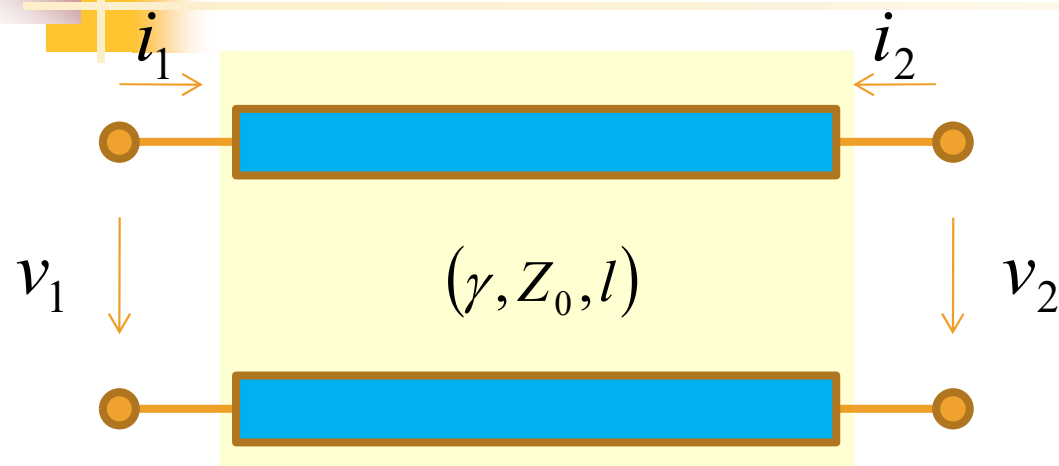 i₁ i₂
v₁ (γ, Z₀, l) v₂